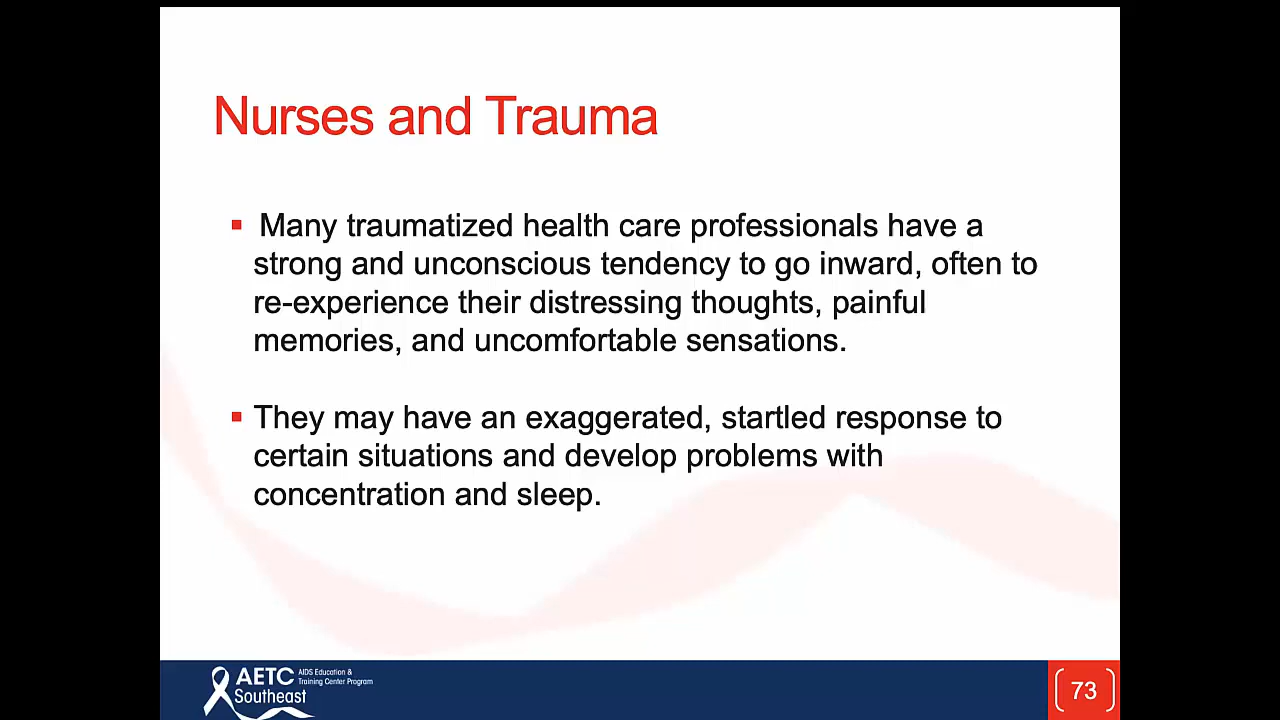 Nurses and Trauma
▪ Many traumatized health care professionals have a
strong and unconscious tendency to go inward, often to
re-experience their distressing thoughts, painful
memories, and uncomfortable sensations.
▪ They may have an exaggerated, startled response to
certain situations and develop problems with
concentration and sleep.
AETC AIDS Education &
Training Center Program
Southeast
73